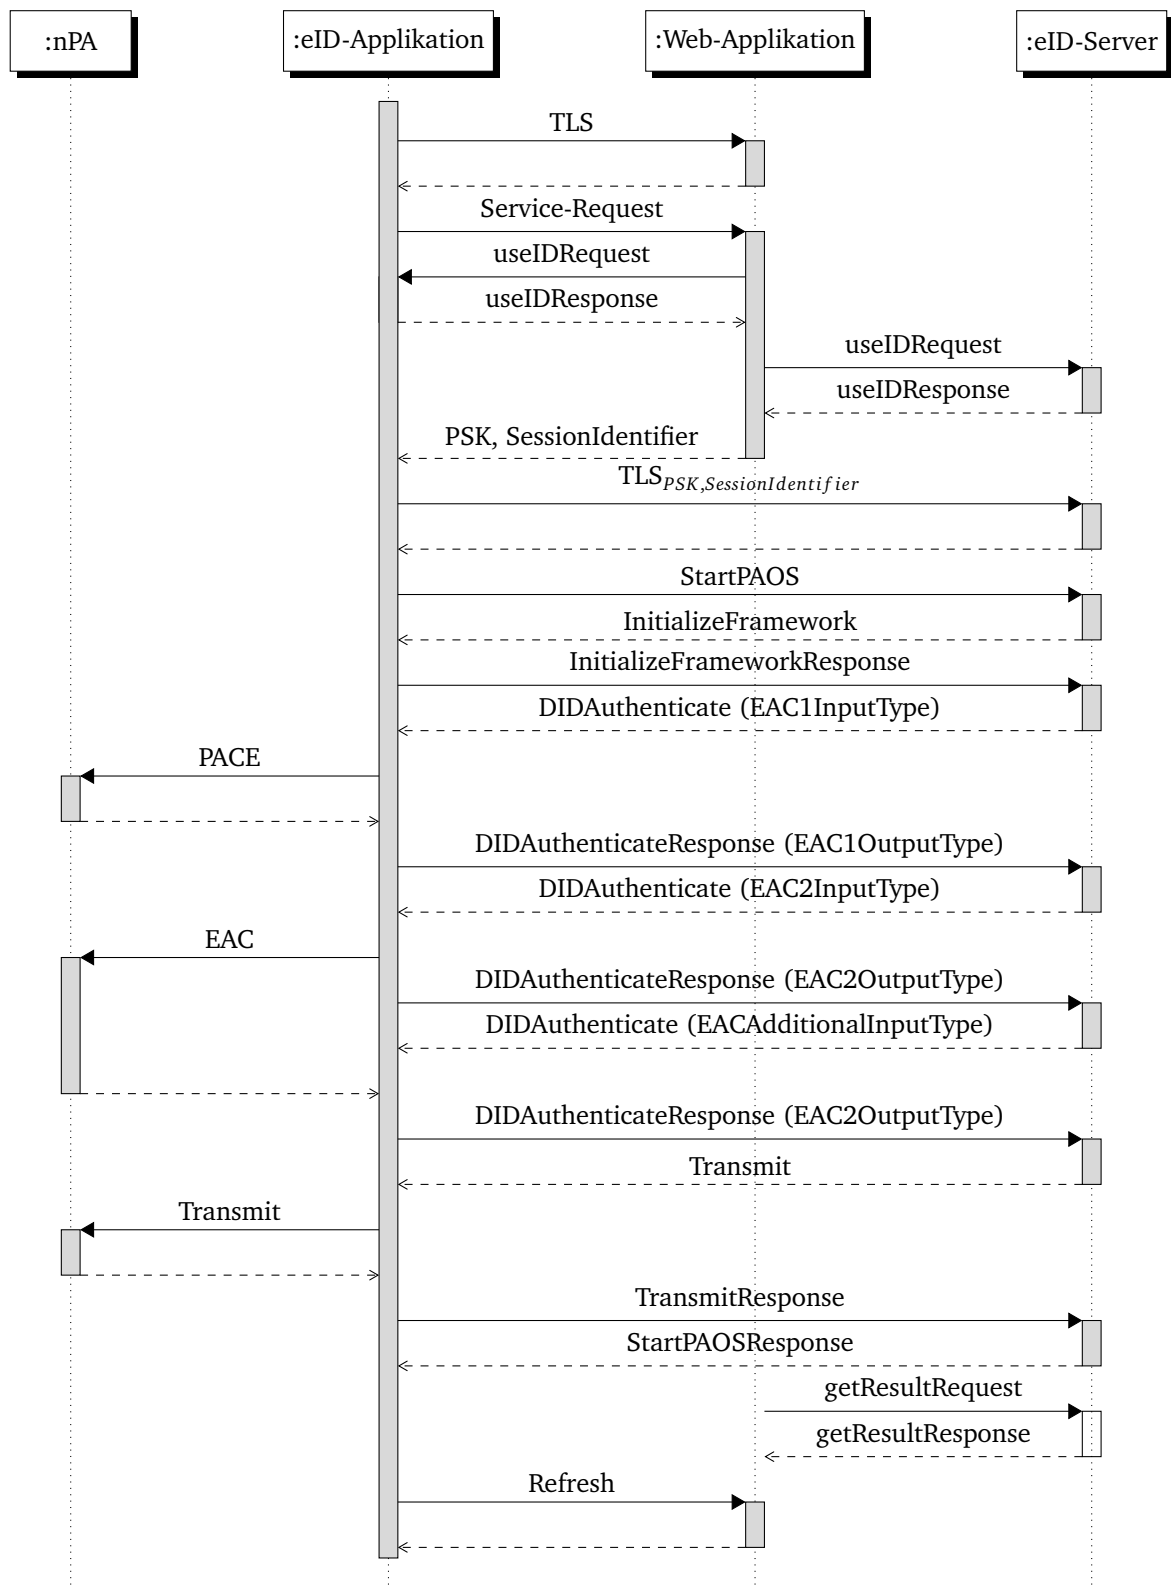 :nPA
:eID-Applikation
:Web-Applikation
:eID-Server
TLS
Service-Request
useIDRequest
useIDResponse
useIDRequest
useIDResponse
PSK, SessionIdentifier
TLS PSK,SessionIdentifier
StartPAOS
InitializeFramework
InitializeFrameworkResponse
DIDAuthenticate (EAC1InputType)
PACE
DIDAuthenticateResponse (EAC1OutputType)
DIDAuthenticate (EAC2InputType)
EAC
DIDAuthenticateResponse (EAC2OutputType)
DIDAuthenticate (EACAdditionalInputType)
DIDAuthenticateResponse (EAC2OutputType)
Transmit
Transmit
TransmitResponse
StartPAOSResponse
getResultRequest
getResultResponse
Refresh